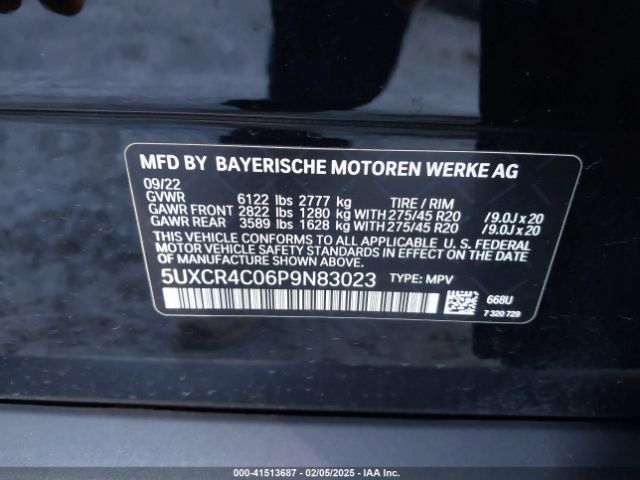 MFD BY BAYERISCHE MOTOREN WERKE AG
09/22
GVWR 6122 lbs 2777 kg TIRE / RIM
GAWR FRONT 2822 lbs 1280 kg WITH 275/45 R20 /9.0J x 20
GAWR REAR 3589 lbs 1628 kg WITH 275/45 R20 /9.0J x 20
THIS VEHICLE CONFORMS TO ALL APPLICABLE U. S. FEDERAL
MOTOR VEHICLE SAFETY STANDARDS IN EFFECT ON THE DATE
OF MANUFACTURE SHOWN ABOVE.
5UXCR4C06P9N83023 TYPE: MPV
668U
7 320 729
000-41513687 - 02/05/2025 - IAA Inc.